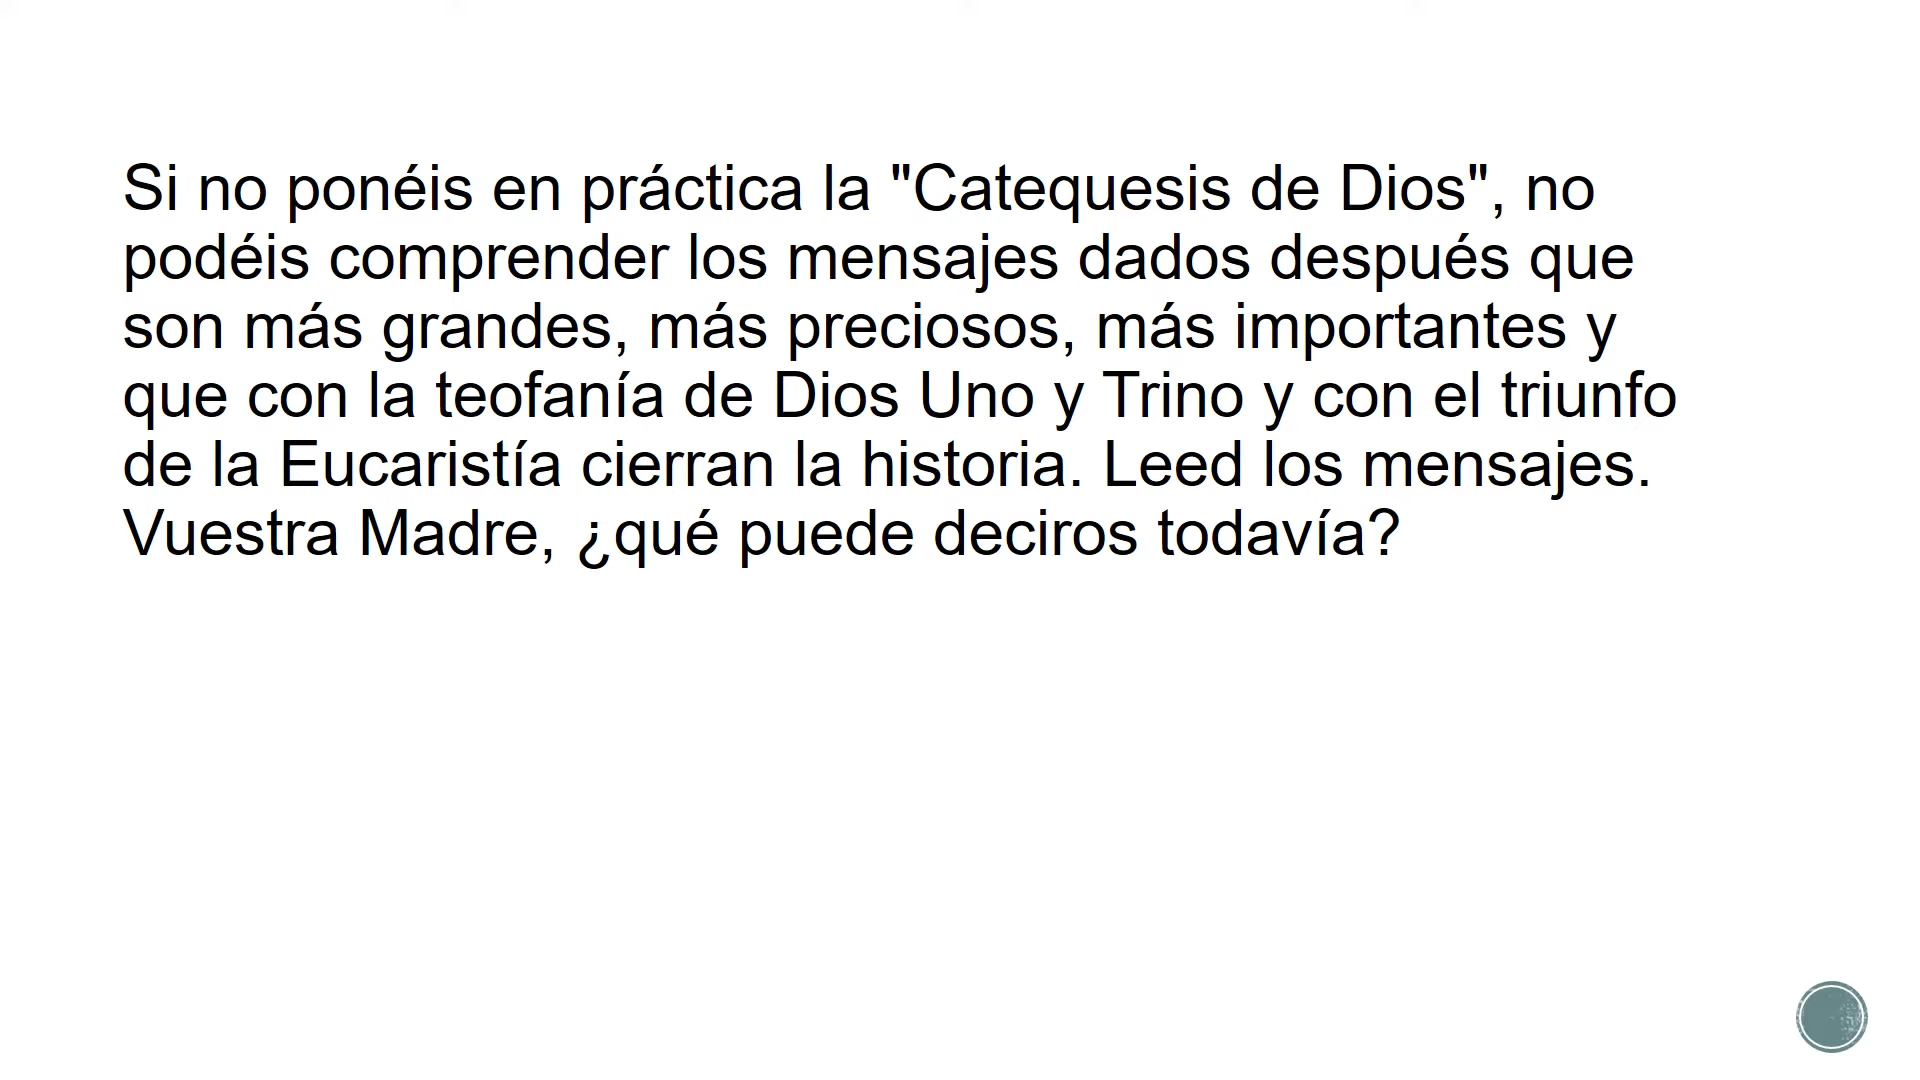 Si no ponéis en práctica la "Catequesis de Dios", no
podéis comprender los mensajes dados después que
son más grandes, más preciosos, más importantes y
que con la teofanía de Dios Uno y Trino y con el triunfo
de la Eucaristía cierran la historia. Leed los mensajes.
Vuestra Madre, ¿qué puede deciros todavía?